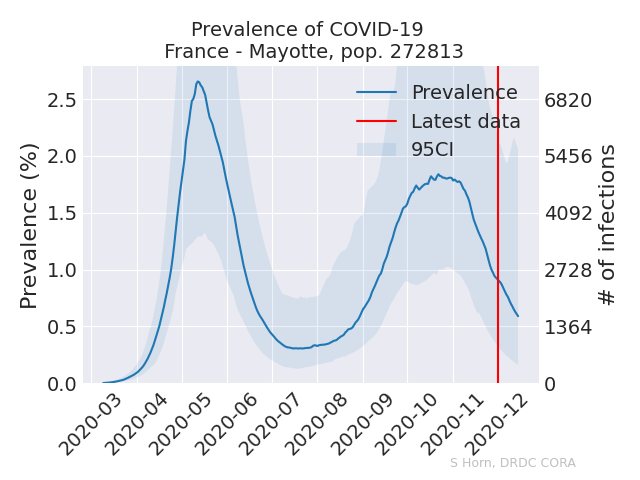 Prevalence of COVID-19
France - Mayotte, pop. 272813
Prevalence
Latest data
95CI
Prevalence (%)
2.5
2.0
1.5
1.0
0.5
0.0
6820
5456
4092
2728
1364
0
# of infections
2020-03
2020-04
2020-05
2020-06
2020-07
2020-08
2020-09
2020-10
2020-11
2020-12
S Horn, DRDC CORA